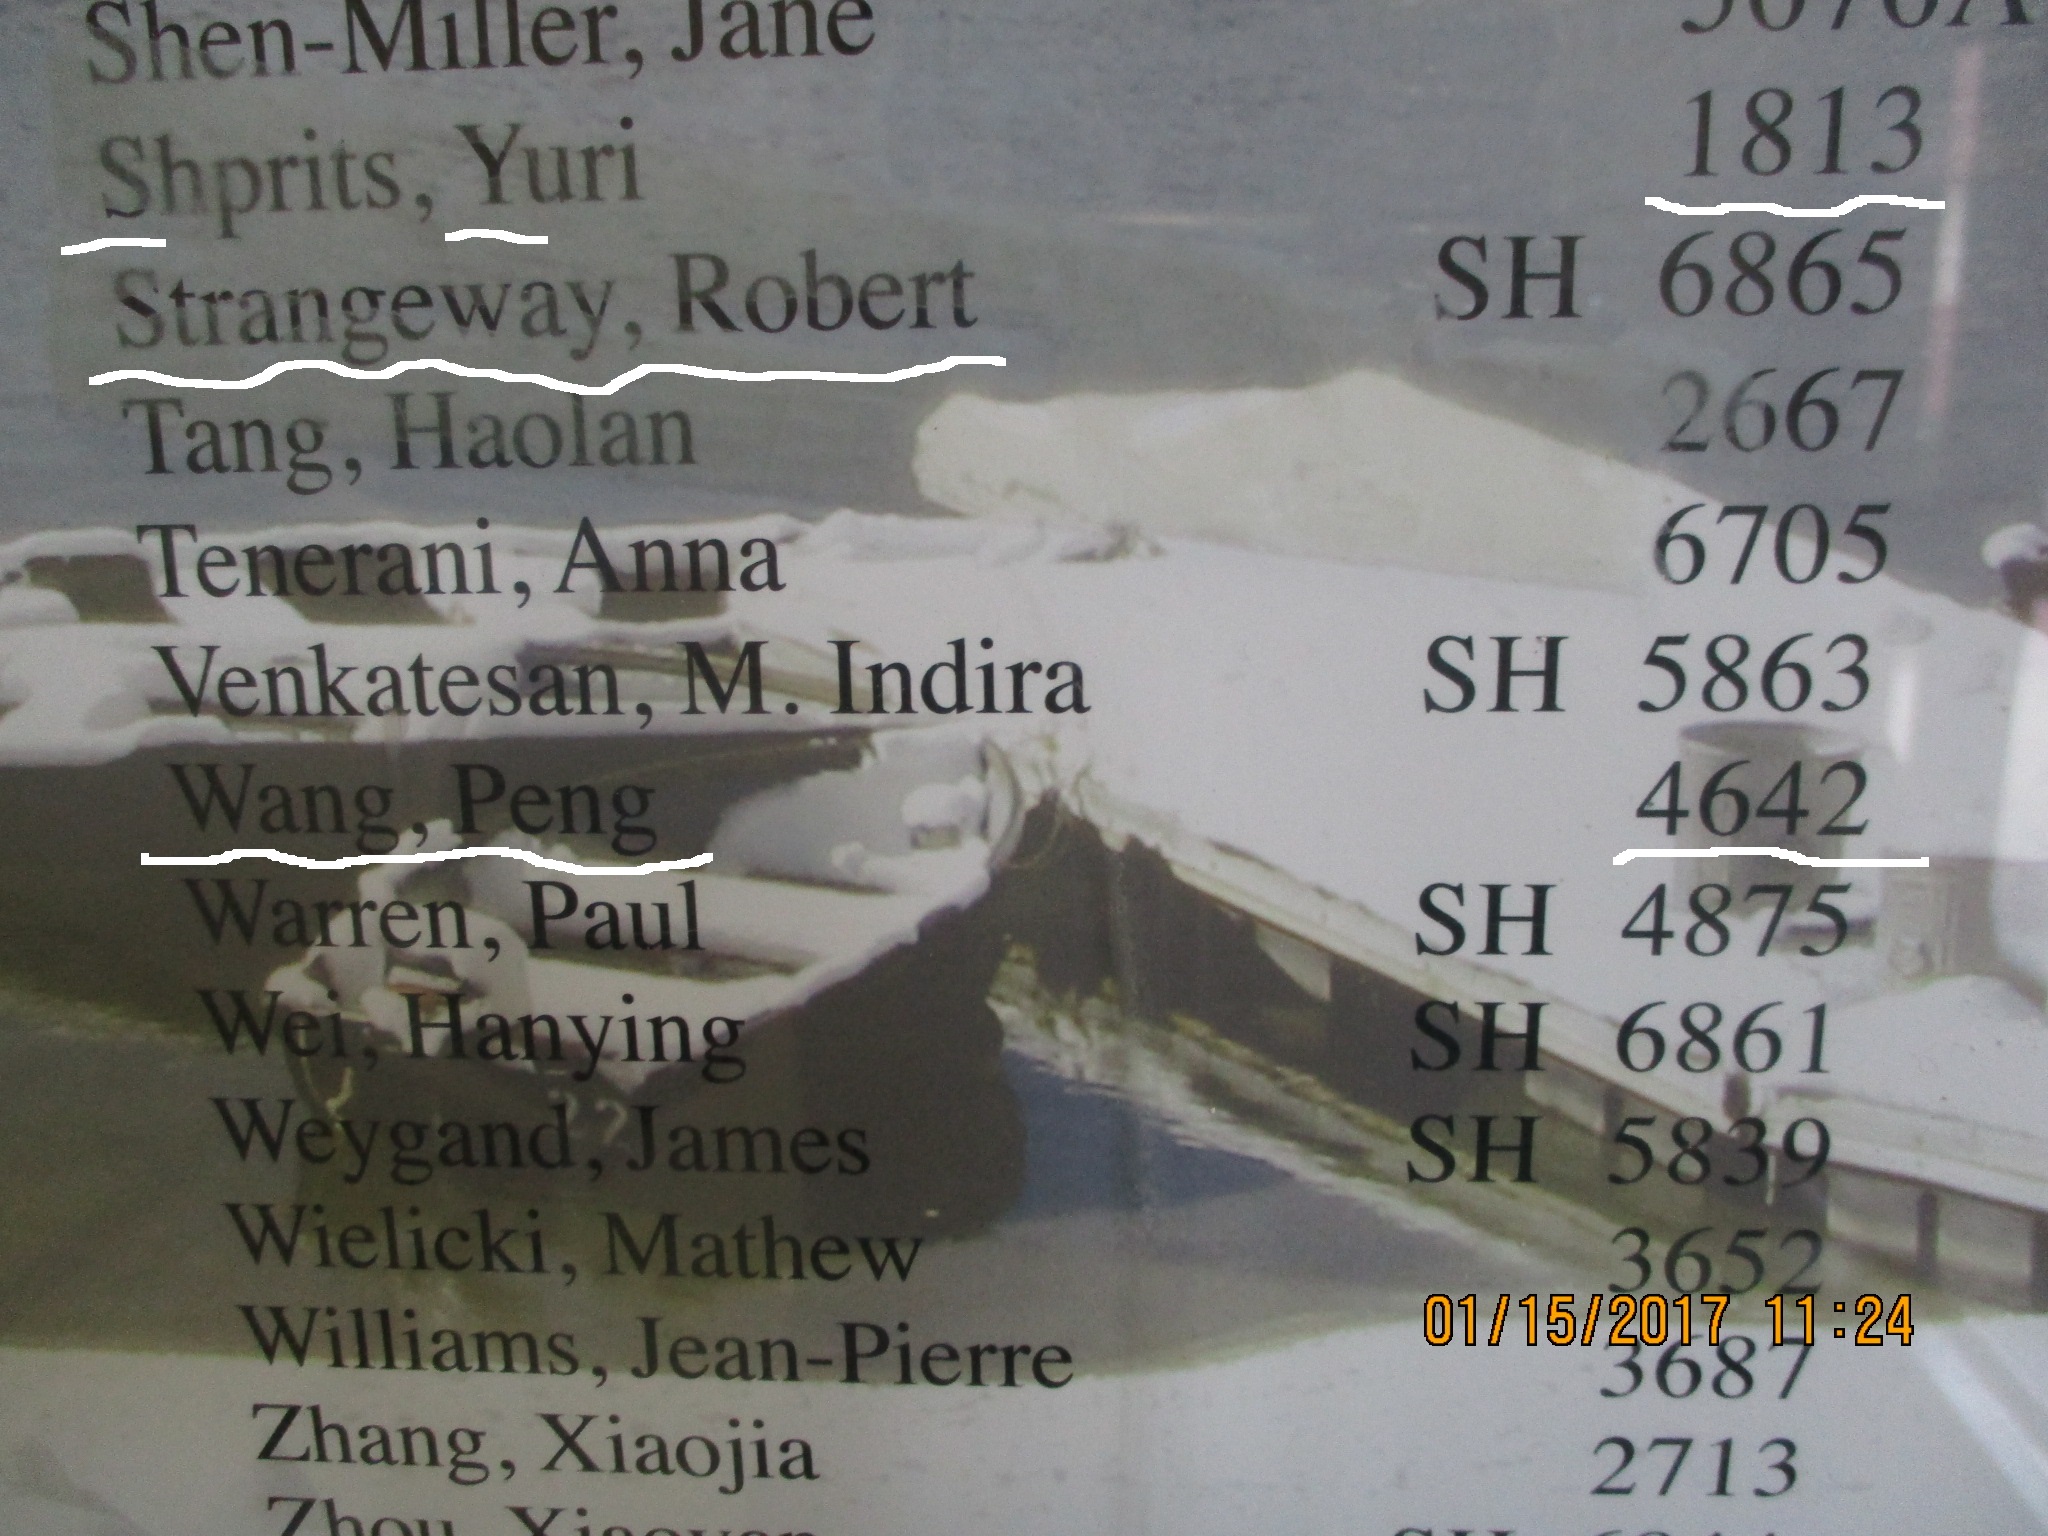 Shen-Miller, Jane
Shprits, Yuri 1813
Strangeway, Robert SH 6865
Tang, Haolan 2667
Tenerani, Anna 6705
Venkatesan, M. Indira SH 5863
Wang, Peng 4642
Warren, Paul SH 4875
Wei, Hanying SH 6861
Weygand, James SH 5839
Wielicki, Mathew 3652
01/15/2017 11:24
Williams, Jean-Pierre 3687
Zhang, Xiaojia 2713
Zhou,